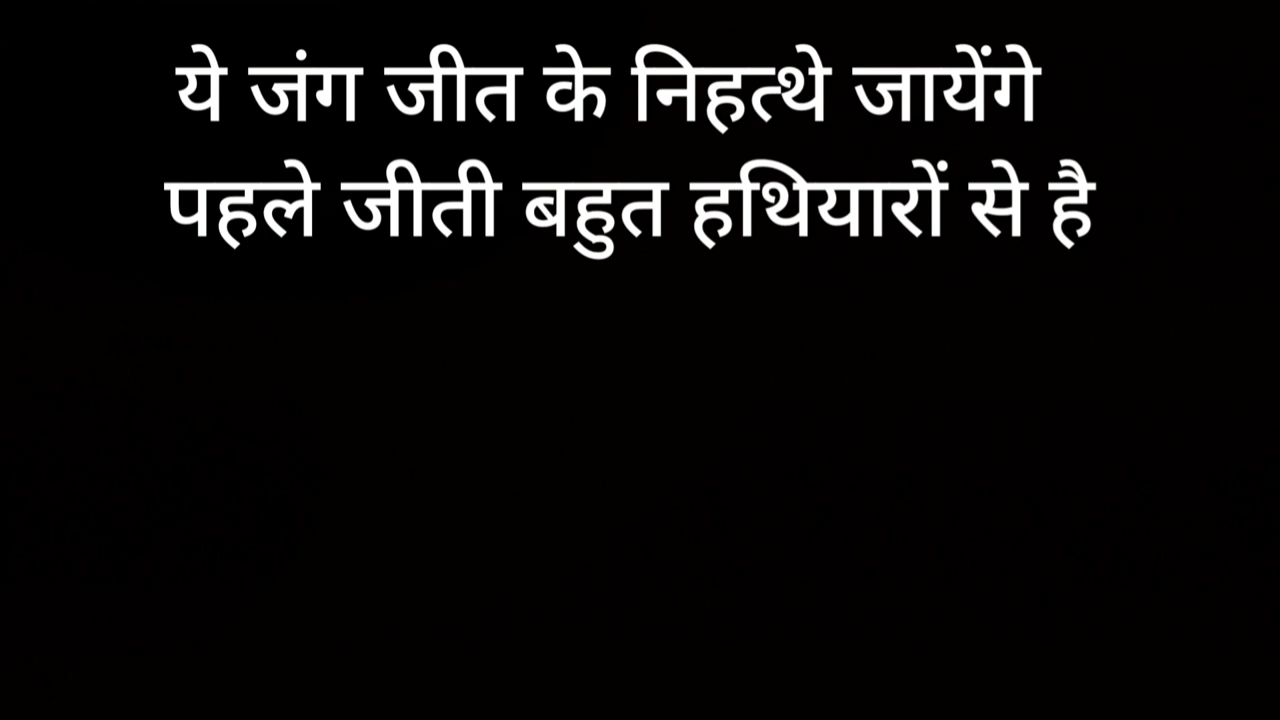 ये जंग जीत के निहत्थे जायेंगे
पहले जीती बहुत हथियारों से है